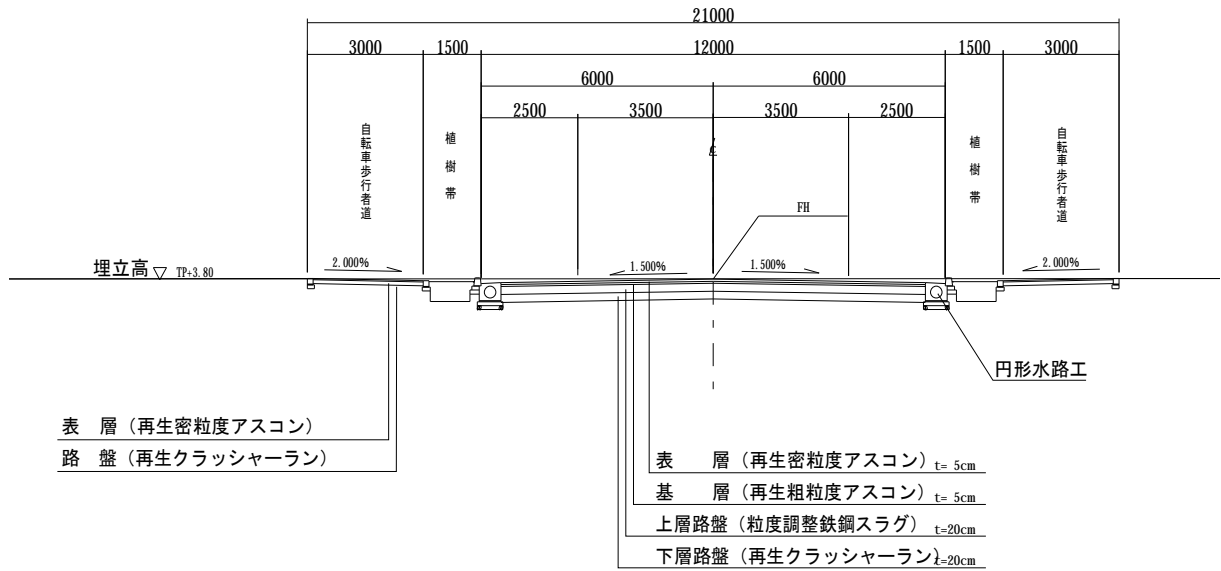 21000
3000 1500 12000 1500 3000
6000 6000
2500 3500 3500 2500
自転車歩行者道
植樹帯
植樹帯
自転車歩行者道
FH
埋立高 TP+3.80
2.000% 1.500% 1.500% 2.000%
円形水路工
表 層(再生密粒度アスコン)
路 盤(再生クラッシャーラン)
表 層(再生密粒度アスコン) t= 5cm
基 層(再生粗粒度アスコン) t= 5cm
上層路盤(粒度調整鉄鋼スラグ) t=20cm
下層路盤(再生クラッシャーラン) t=20cm